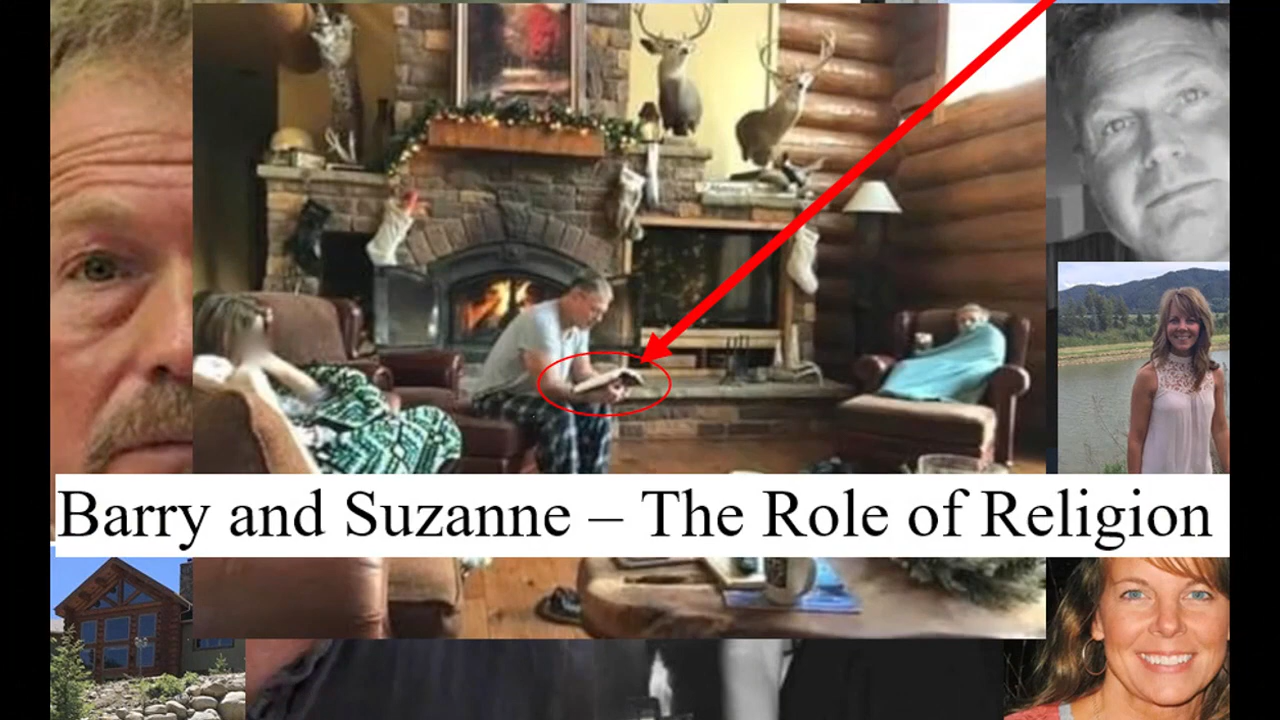 Barry and Suzanne – The Role of Religion